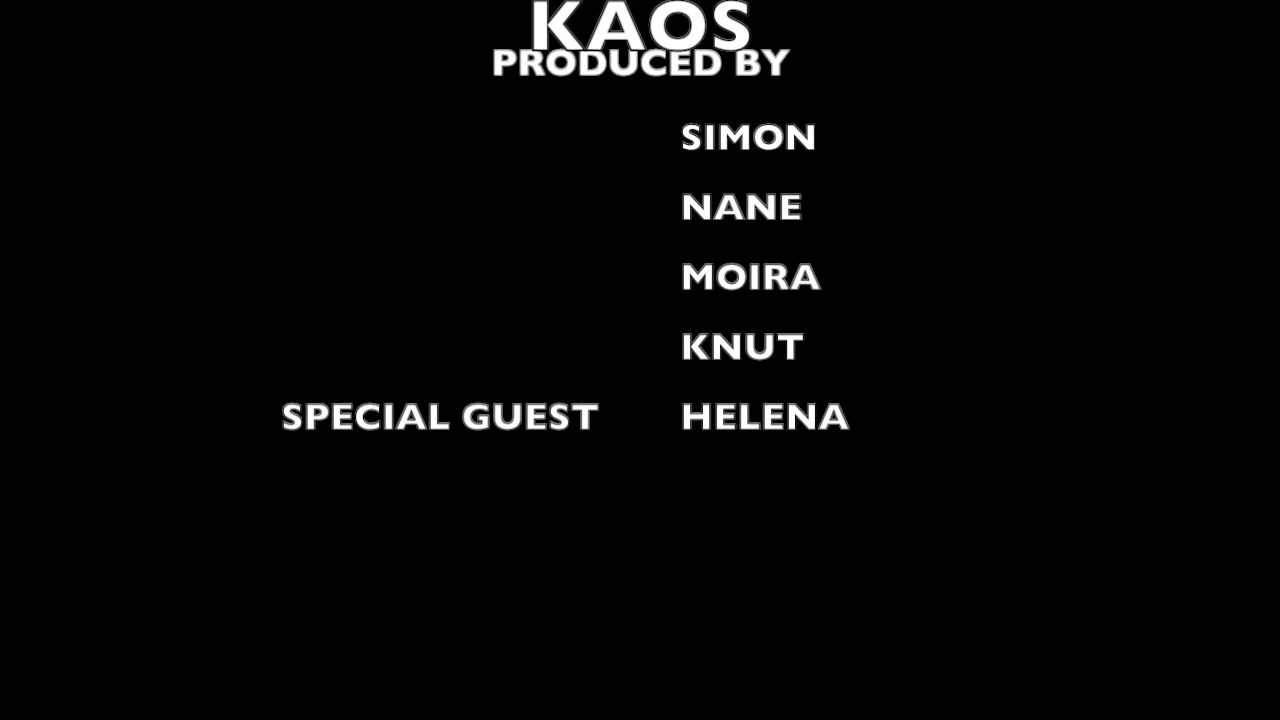 KAOS
PRODUCED BY
SIMON
NANE
MOIRA
KNUT
SPECIAL GUEST HELENA